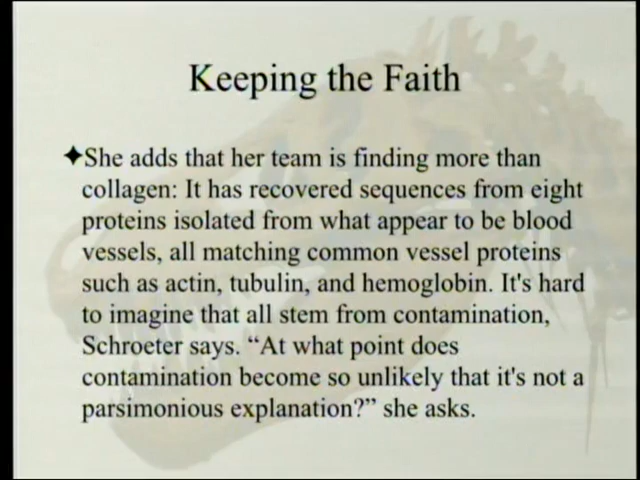 Keeping the Faith
✦She adds that her team is finding more than
collagen: It has recovered sequences from eight
proteins isolated from what appear to be blood
vessels, all matching common vessel proteins
such as actin, tubulin, and hemoglobin. It's hard
to imagine that all stem from contamination,
Schroeter says. “At what point does
contamination become so unlikely that it's not a
parsimonious explanation?” she asks.